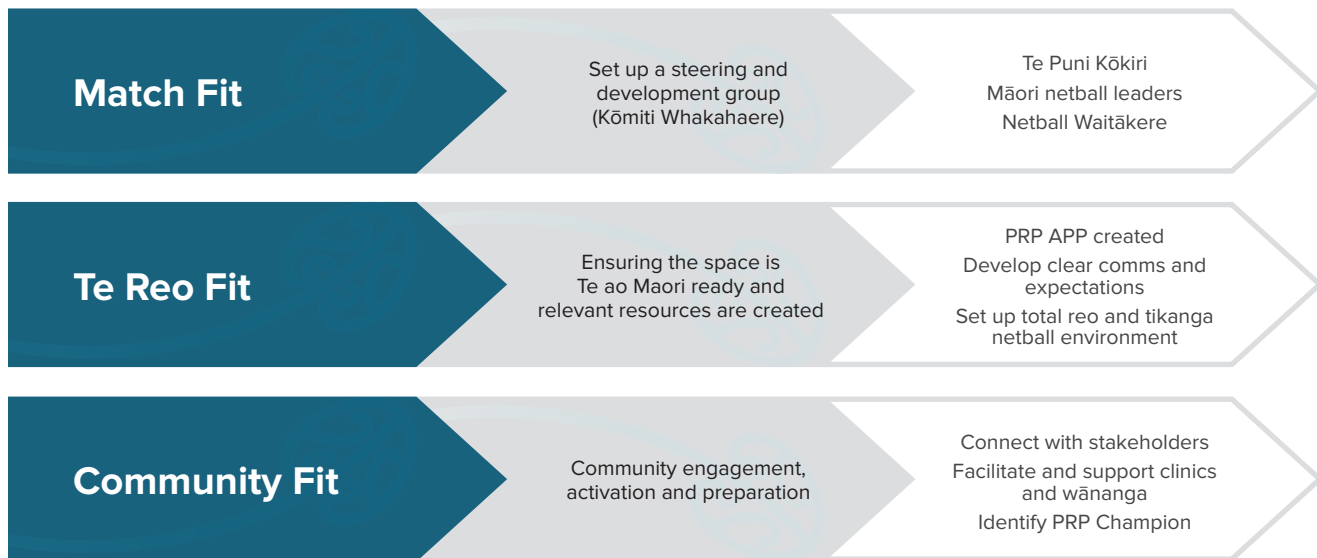 Match Fit
Set up a steering and
development group
(Kōmiti Whakahaere)
Te Puni Kōkiri
Māori netball leaders
Netball Waitākere
Te Reo Fit
Ensuring the space is
Te ao Maori ready and
relevant resources are created
PRP APP created
Develop clear comms and
expectations
Set up total reo and tikanga
netball environment
Community Fit
Community engagement,
activation and preparation
Connect with stakeholders
Facilitate and support clinics
and wānanga
Identify PRP Champion